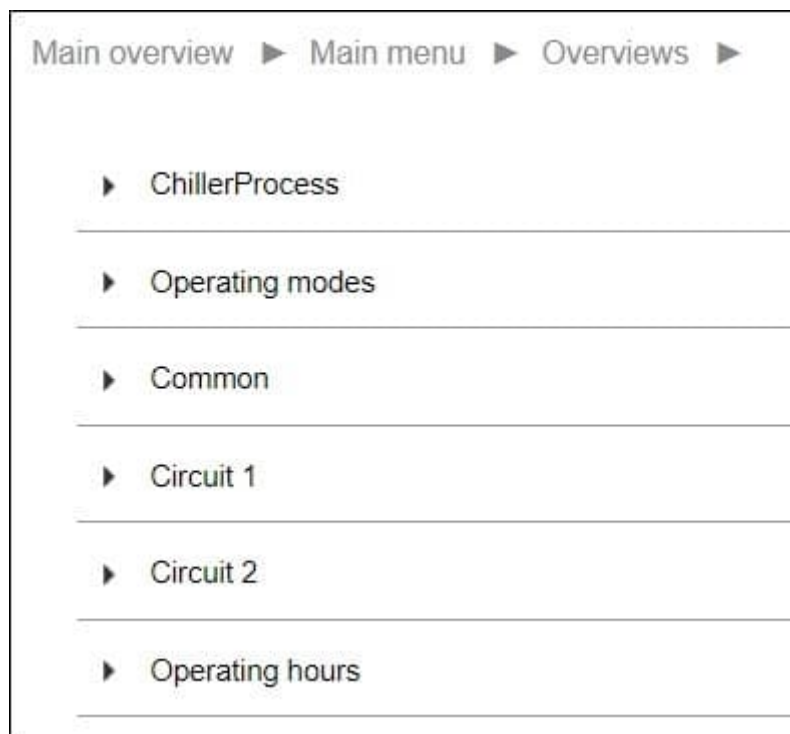 Main overview ▶ Main menu ▶ Overviews ▶
ChillerProcess
Operating modes
Common
Circuit 1
Circuit 2
Operating hours